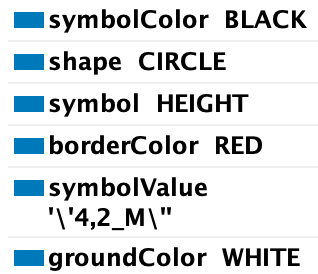 symbolColor BLACK
shape CIRCLE
symbol HEIGHT
borderColor RED
symbolValue
'\'4,2_M\''
groundColor WHITE